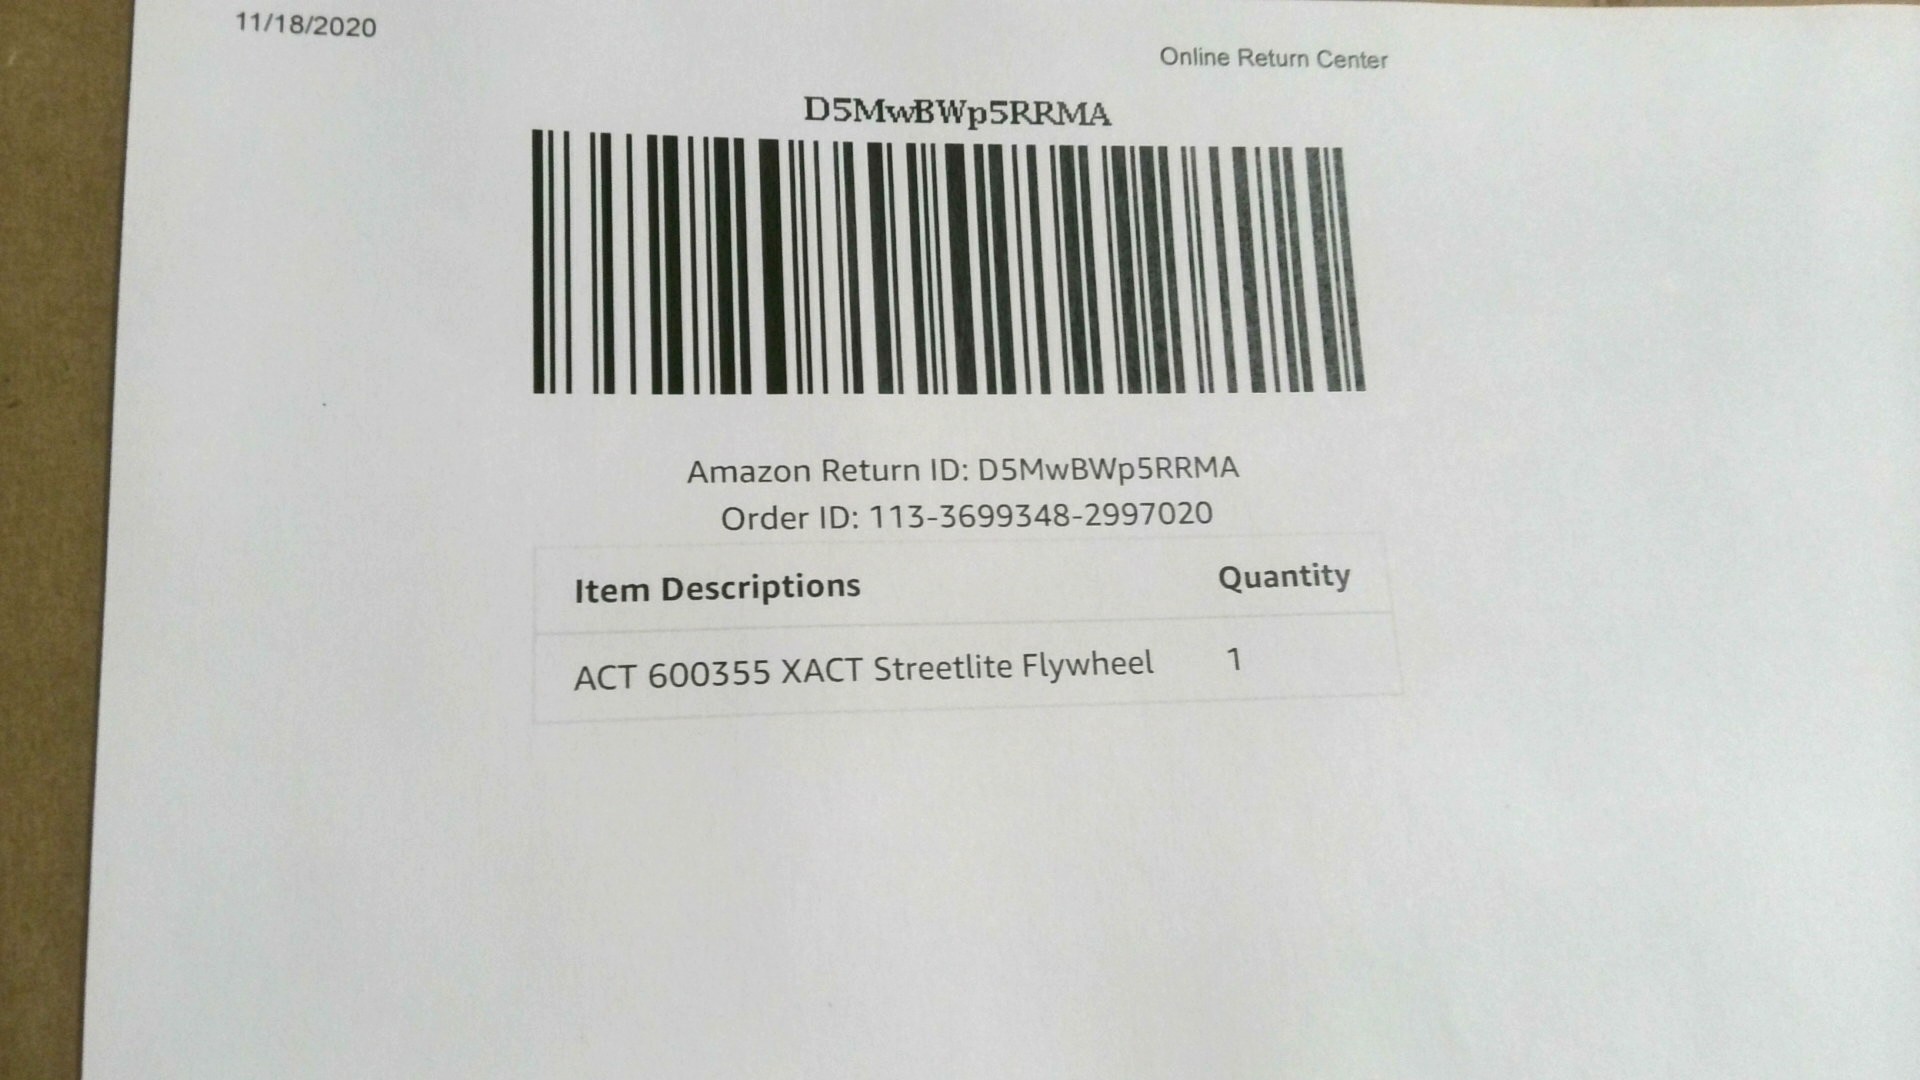 11/18/2020
Online Return Center
D5MwBWp5RRMA
Amazon Return ID: D5MwBWp5RRMA
Order ID: 113-3699348-2997020
Item Descriptions Quantity
ACT 600355 XACT Streetlite Flywheel 1